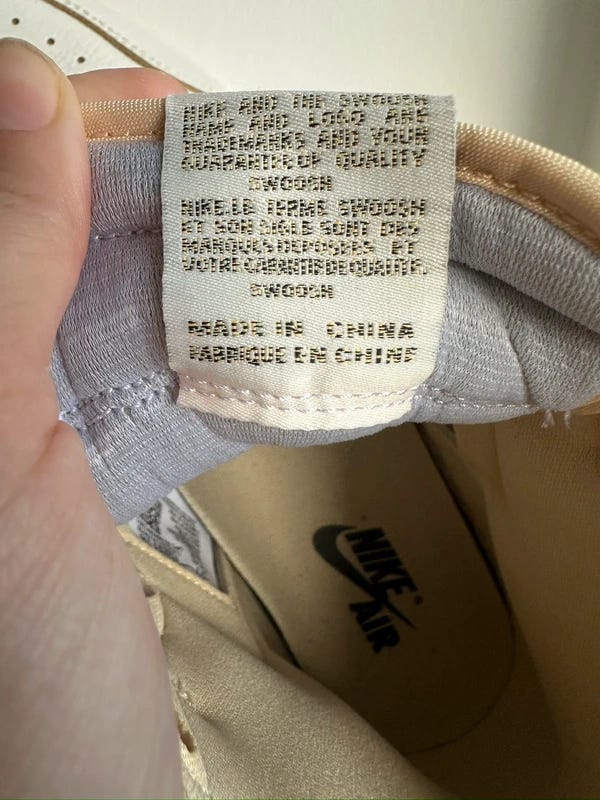 NIKE AND THE SWOOSH
NAME AND LOGO ARE
TRADEMARKS AND YOUR
GUARANTEE OF QUALITY
SWOOSH
NIKE.LE TERME SWOOSH
ET SON SIGLE SONT DES
MARQUES DEPOSEES ET
VOTRE GARANTIE DE QUALITE.
SWOOSH
MADE IN CHINA
FABRIQUE EN CHINE
NIKE
AIR